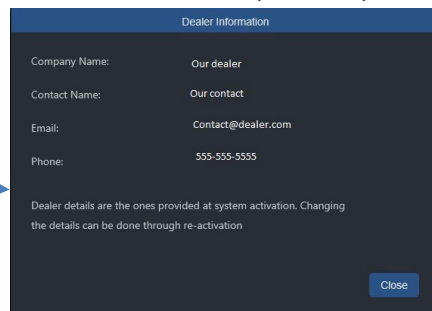 Dealer Information
Company Name: Our dealer
Contact Name: Our contact
Email: Contact@dealer.com
Phone: 555-555-5555
Dealer details are the ones provided at system activation. Changing
the details can be done through re-activation
Close